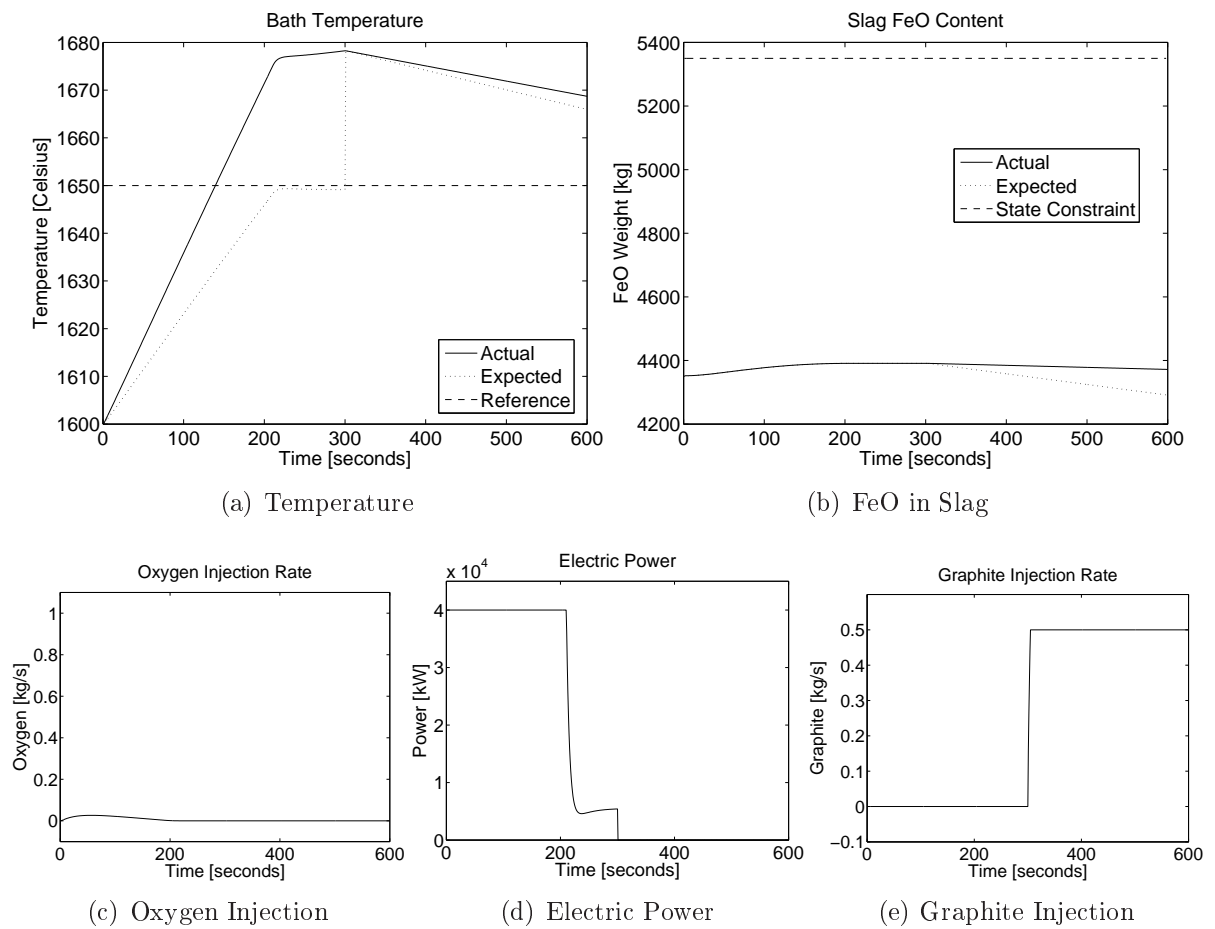 Bath Temperature
1680
1670
1660
1650
1640
1630
1620
1610
1600
Temperature [Celsius]
0 100 200 300 400 500 600
Time [seconds]
Actual
Expected
Reference
(a) Temperature
Slag FeO Content
5400
5200
5000
4800
4600
4400
4200
FeO Weight [kg]
0 100 200 300 400 500 600
Time [seconds]
Actual
Expected
State Constraint
(b) FeO in Slag
Oxygen Injection Rate
1
0.8
0.6
0.4
0.2
0
Oxygen [kg/s]
0 200 400 600
Time [seconds]
(c) Oxygen Injection
Electric Power
x 10^4
4
3
2
1
0
Power [kW]
0 200 400 600
Time [seconds]
(d) Electric Power
Graphite Injection Rate
0.5
0.4
0.3
0.2
0.1
0
−0.1
Graphite [kg/s]
0 200 400 600
Time [seconds]
(e) Graphite Injection